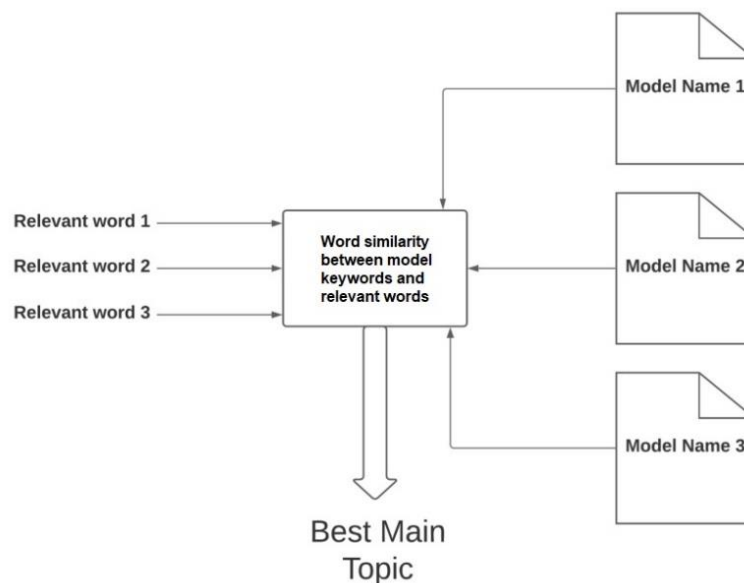 Model Name 1
Relevant word 1
Relevant word 2
Relevant word 3
Word similarity
between model
keywords and
relevant words
Model Name 2
Model Name 3
Best Main
Topic